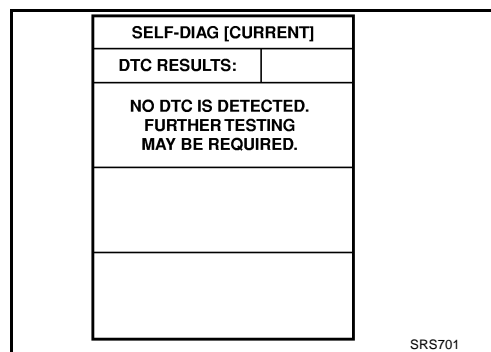 SELF-DIAG [CURRENT]
DTC RESULTS:
NO DTC IS DETECTED.
FURTHER TESTING
MAY BE REQUIRED.
SRS701